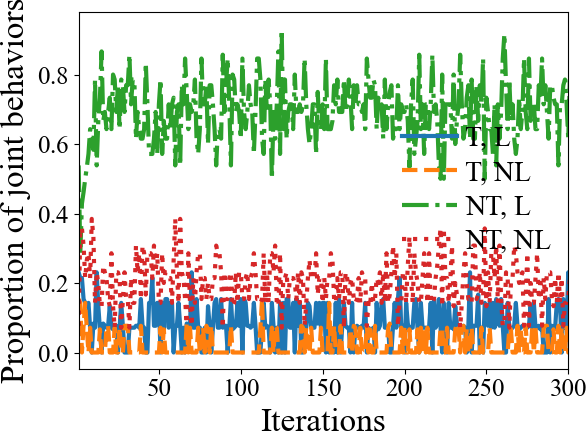 Proportion of joint behaviors
0.8
0.6
0.4
0.2
0.0
T, L
T, NL
NT, L
NT, NL
50
100
150
200
250
300
Iterations